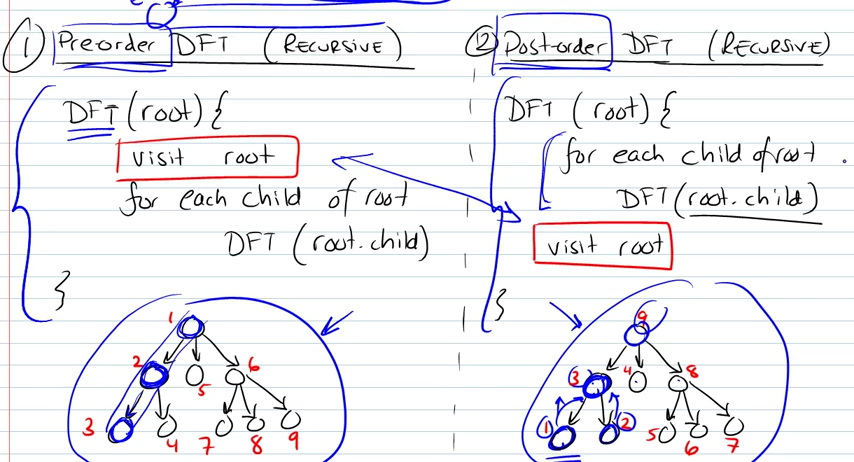 ① Pre-order DFT (RECURSIVE)
DFT (root) {
visit root
for each child of root
DFT (root.child)
}
1
2
5
6
3
4
7
8
9
② Post-order DFT (RECURSIVE)
DFT (root) {
for each child of root
DFT (root.child)
visit root
}
9
3
4
8
1
2
5
6
7